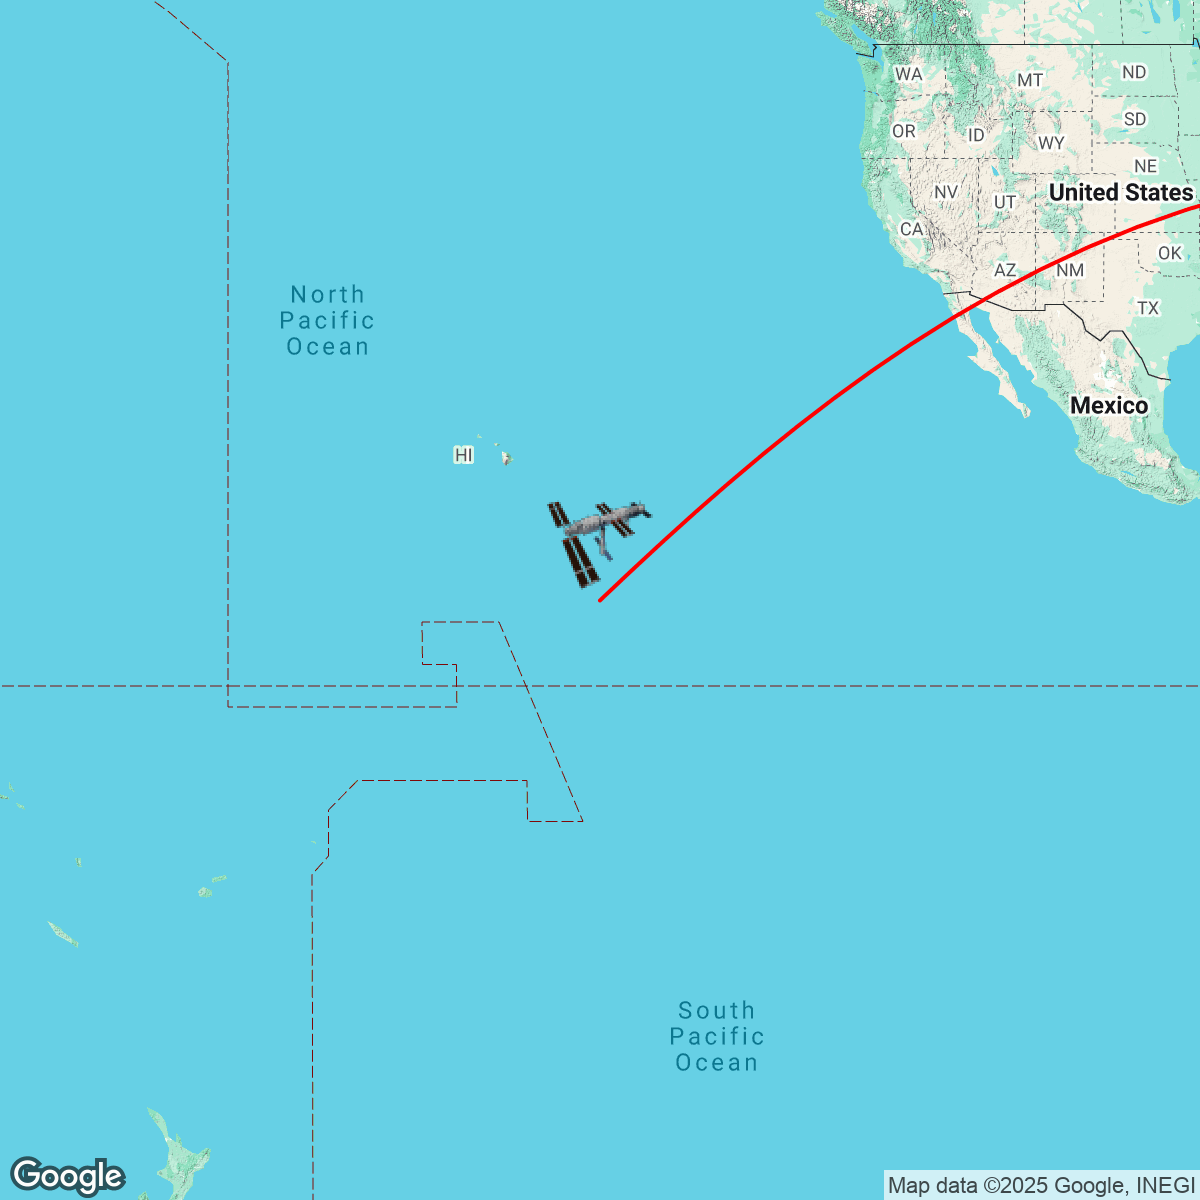 WA
MT
ND
OR
ID
SD
WY
NE
NV
UT
United States
CA
AZ
NM
OK
TX
North
Pacific
Ocean
Mexico
HI
South
Pacific
Ocean
Google
Map data ©2025 Google, INEGI